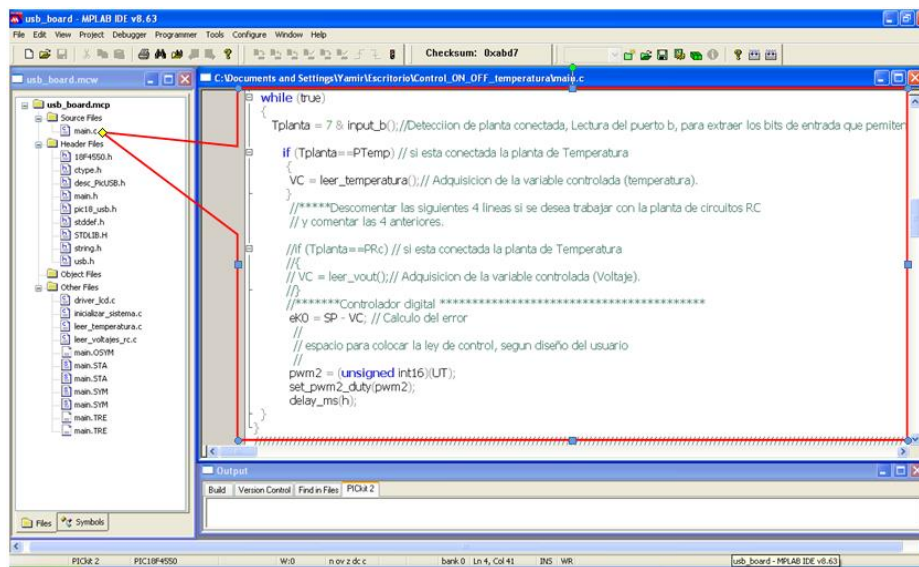 usb_board - MPLAB IDE v8.63
File Edit View Project Debugger Programmer Tools Configure Window Help
Checksum: 0xabd7
usb_board.mcw
usb_board.mcp
Source Files
main.c
Header Files
18F4550.h
ctype.h
desc_PicUSB.h
main.h
pic18_usb.h
stddef.h
STDLIB.H
string.h
usb.h
Object Files
Other Files
driver_lcd.c
inicializar_sistema.c
leer_temperatura.c
leer_voltajes_rc.c
main.OSYM
main.STA
main.STA
main.SYM
main.SYM
main.TRE
main.TRE
Files Symbols
C:\Documents and Settings\Yamir\Escritorio\Control_ON_OFF_temperatura\main.c
while (true)
{
Tplanta = 7 & input_b();//Detecciion de planta conectada, Lectura del puerto b, para extraer los bits de entrada que pemiten
if (Tplanta==PTemp) // si esta conectada la planta de Temperatura
{
VC = leer_temperatura();// Adquisicion de la variable controlada (temperatura).
}
//*****Descomentar las siguientes 4 lineas si se desea trabajar con la planta de circuitos RC
// y comentar las 4 anteriores.
//if (Tplanta==PRc) // si esta conectada la planta de Temperatura
//{
// VC = leer_vout();// Adquisicion de la variable controlada (Voltaje).
//}
//*******Controlador digital ******************************************
eK0 = SP - VC; // Calculo del error
//
// espacio para colocar la ley de control, segun diseño del usuario
//
pwm2 = (unsigned int16)(UT);
set_pwm2_duty(pwm2);
delay_ms(h);
}
}
Output
Build Version Control Find in Files PICkit 2
PICkit 2 PIC18F4550 W:0 n ov z dc c bank 0 Ln 4, Col 41 INS WR usb_board - MPLAB IDE v8.63